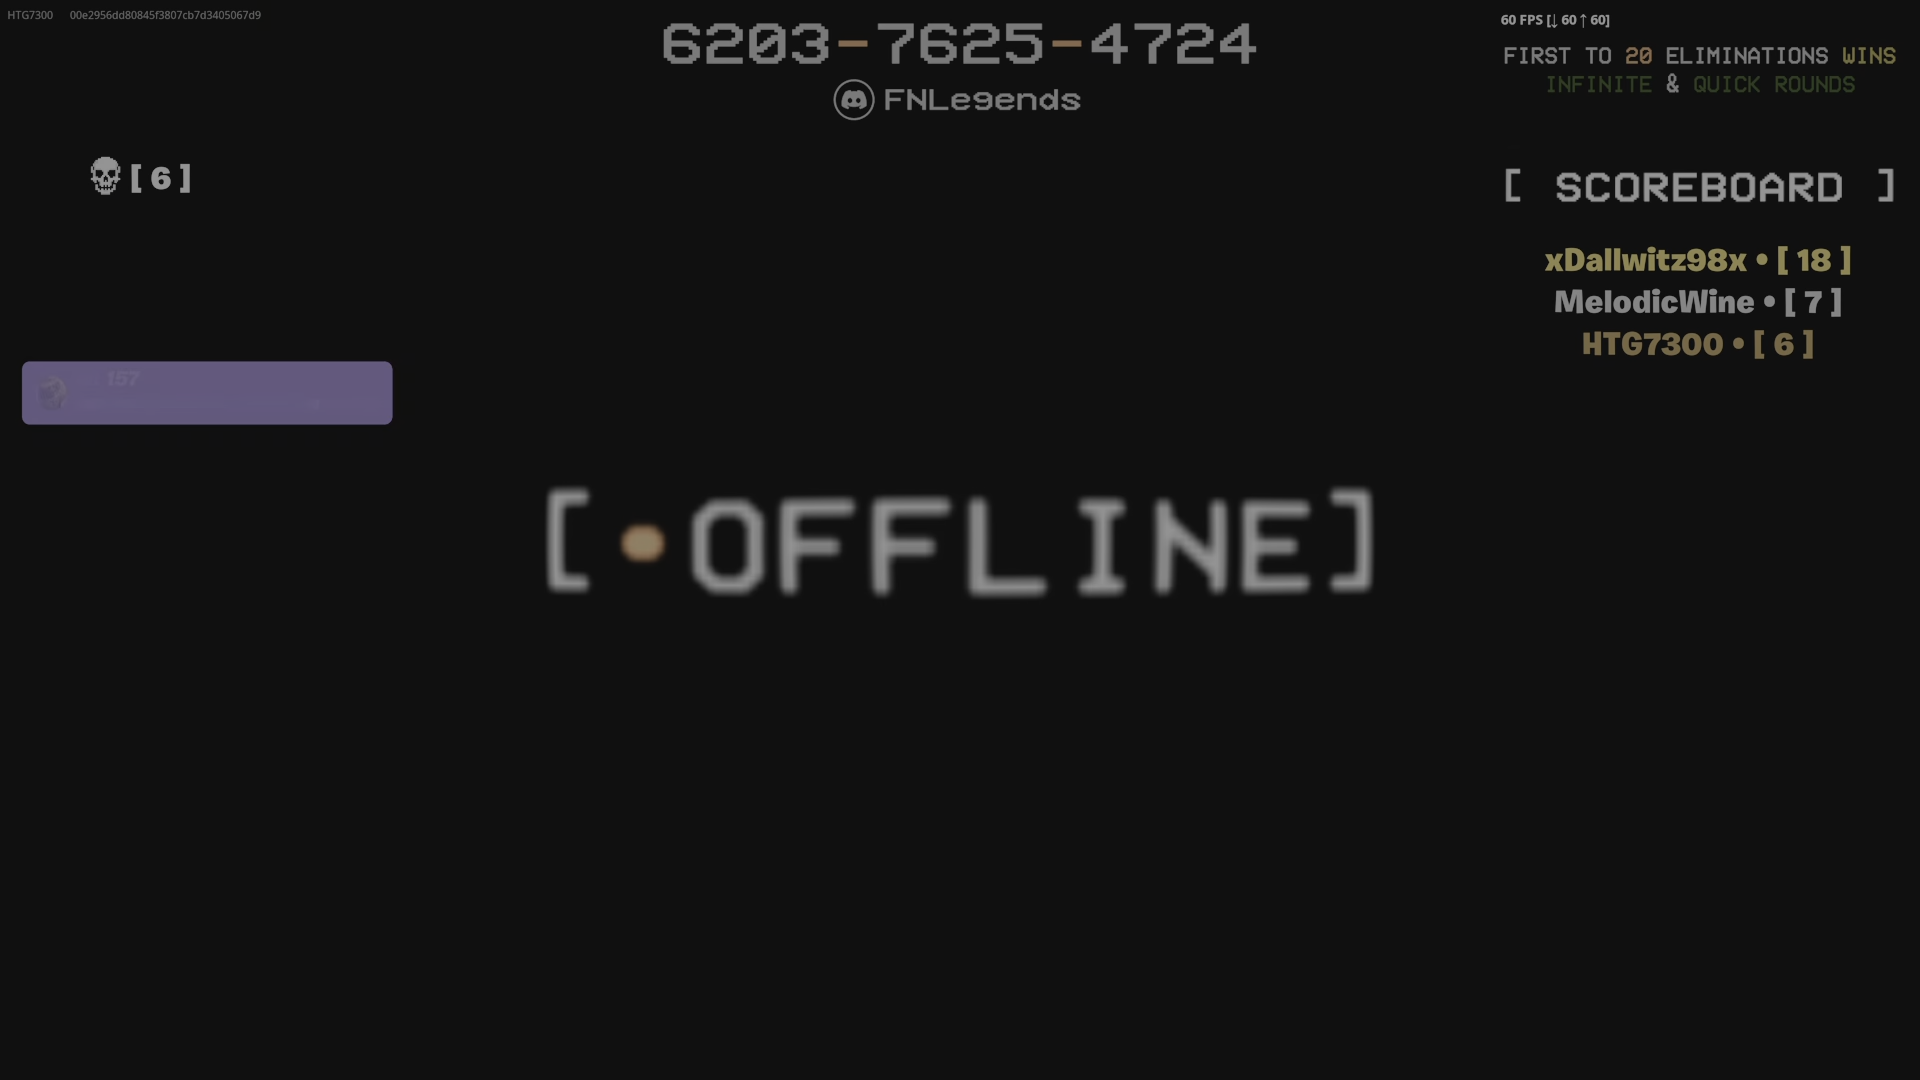 HTG7300 00e2956dd80845f3807cb7d3405067d9
6203-7625-4724
FNLegends
60 FPS [↓ 60 ↑ 60]
FIRST TO 20 ELIMINATIONS WINS
INFINITE & QUICK ROUNDS
[ 6 ]
[ SCOREBOARD ]
xDallwitz98x • [ 18 ]
MelodicWine • [ 7 ]
HTG7300 • [ 6 ]
157
[•OFFLINE]